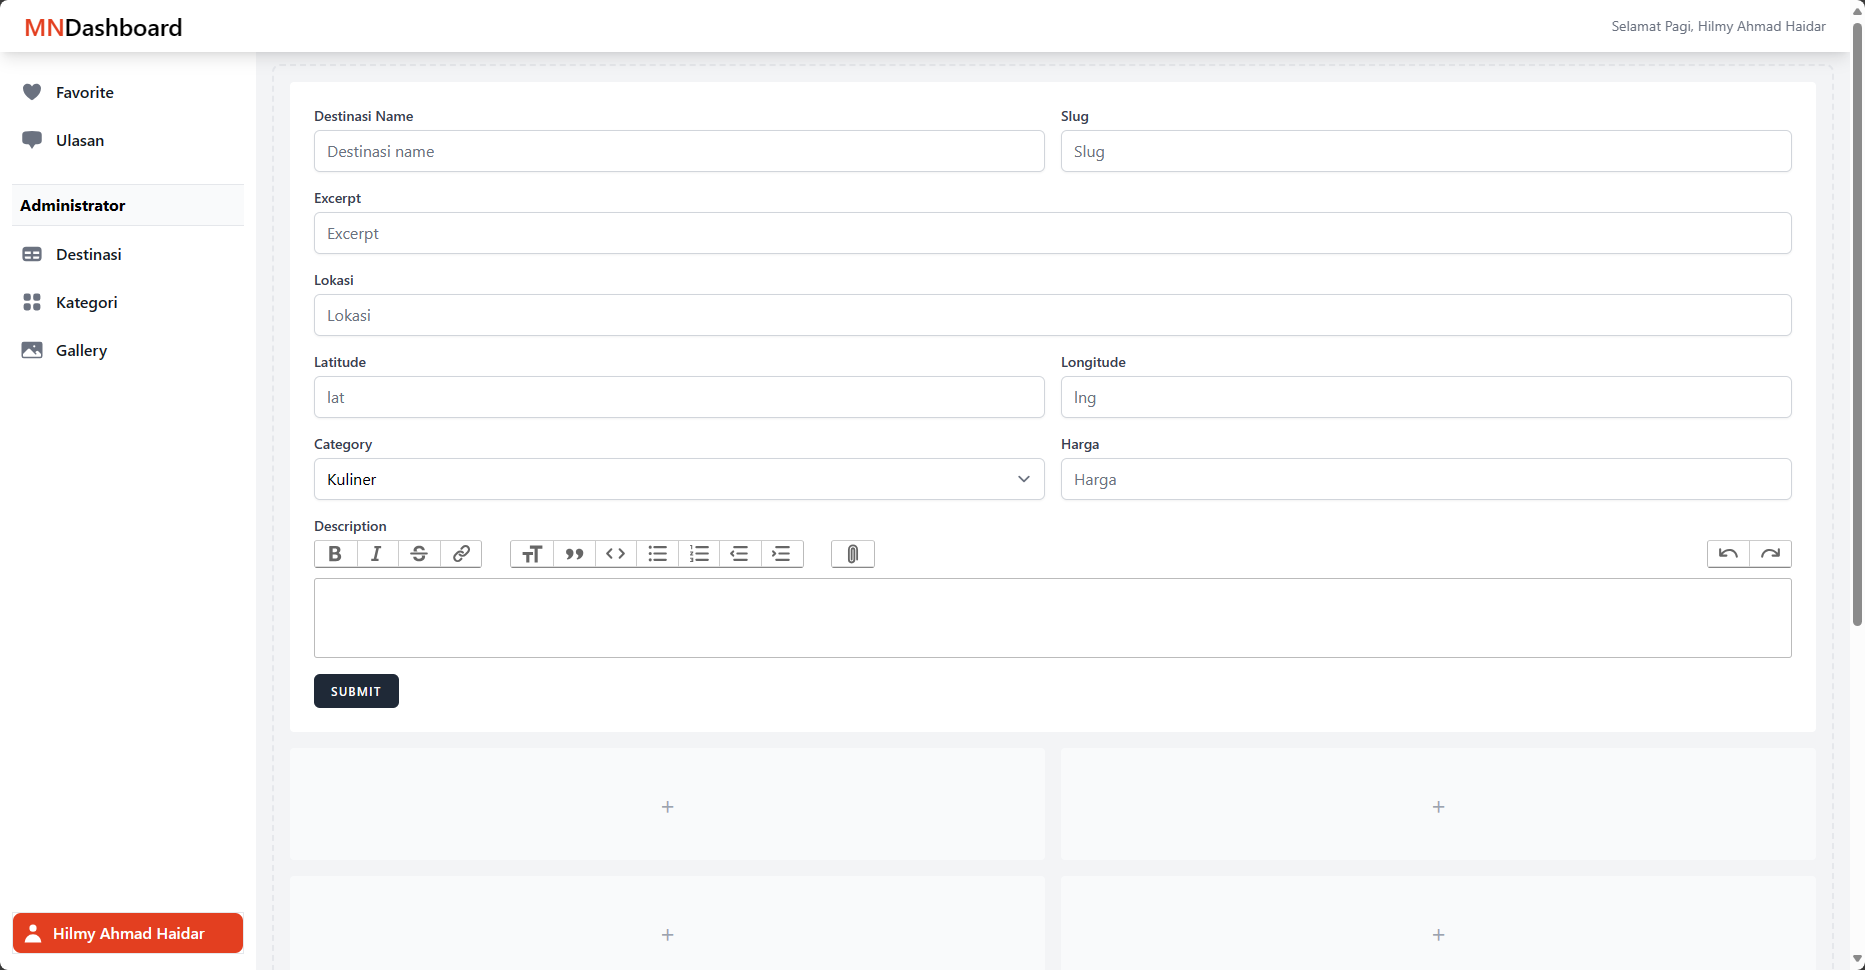 MNDashboard
Selamat Pagi, Hilmy Ahmad Haidar
Favorite
Ulasan
Administrator
Destinasi
Kategori
Gallery
Hilmy Ahmad Haidar
Destinasi Name
Destinasi name
Slug
Slug
Excerpt
Excerpt
Lokasi
Lokasi
Latitude
lat
Longitude
lng
Category
Kuliner
Harga
Harga
Description
SUBMIT
+
+
+
+